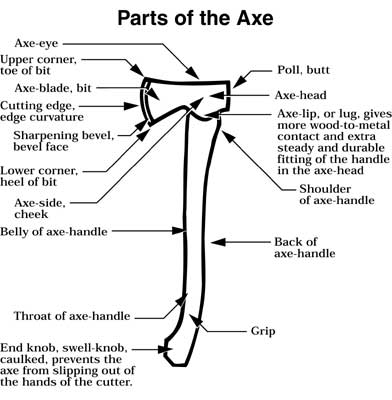 Parts of the Axe
Axe-eye
Upper corner,
toe of bit
Axe-blade, bit
Cutting edge,
edge curvature
Sharpening bevel,
bevel face
Lower corner,
heel of bit
Axe-side,
cheek
Belly of axe-handle
Throat of axe-handle
End knob, swell-knob,
caulked, prevents the
axe from slipping out of
the hands of the cutter.
Poll, butt
Axe-head
Axe-lip, or lug, gives
more wood-to-metal
contact and extra
steady and durable
fitting of the handle
in the axe-head
Shoulder
of axe-handle
Back of
axe-handle
Grip